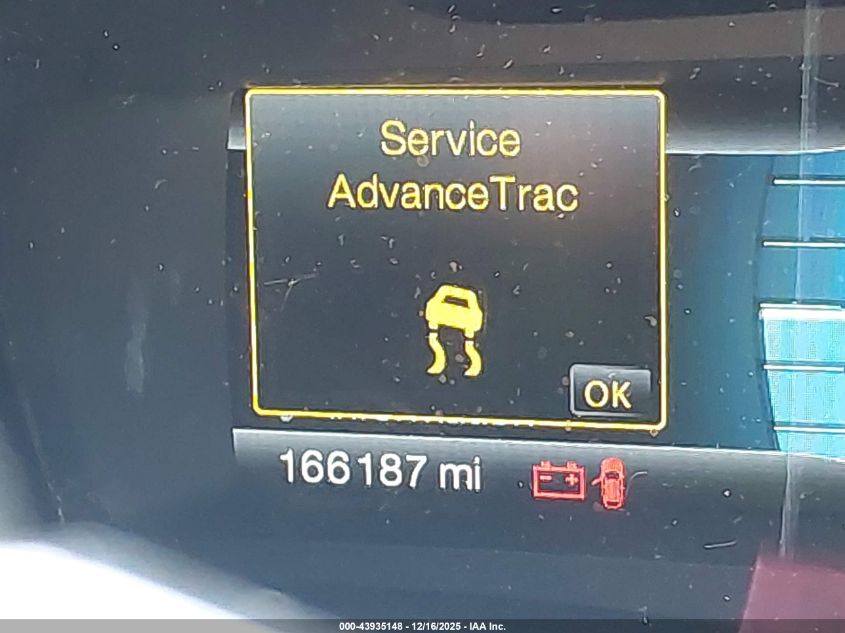 Service
AdvanceTrac
OK
166187 mi
000-43935148 - 12/16/2025 - IAA Inc.